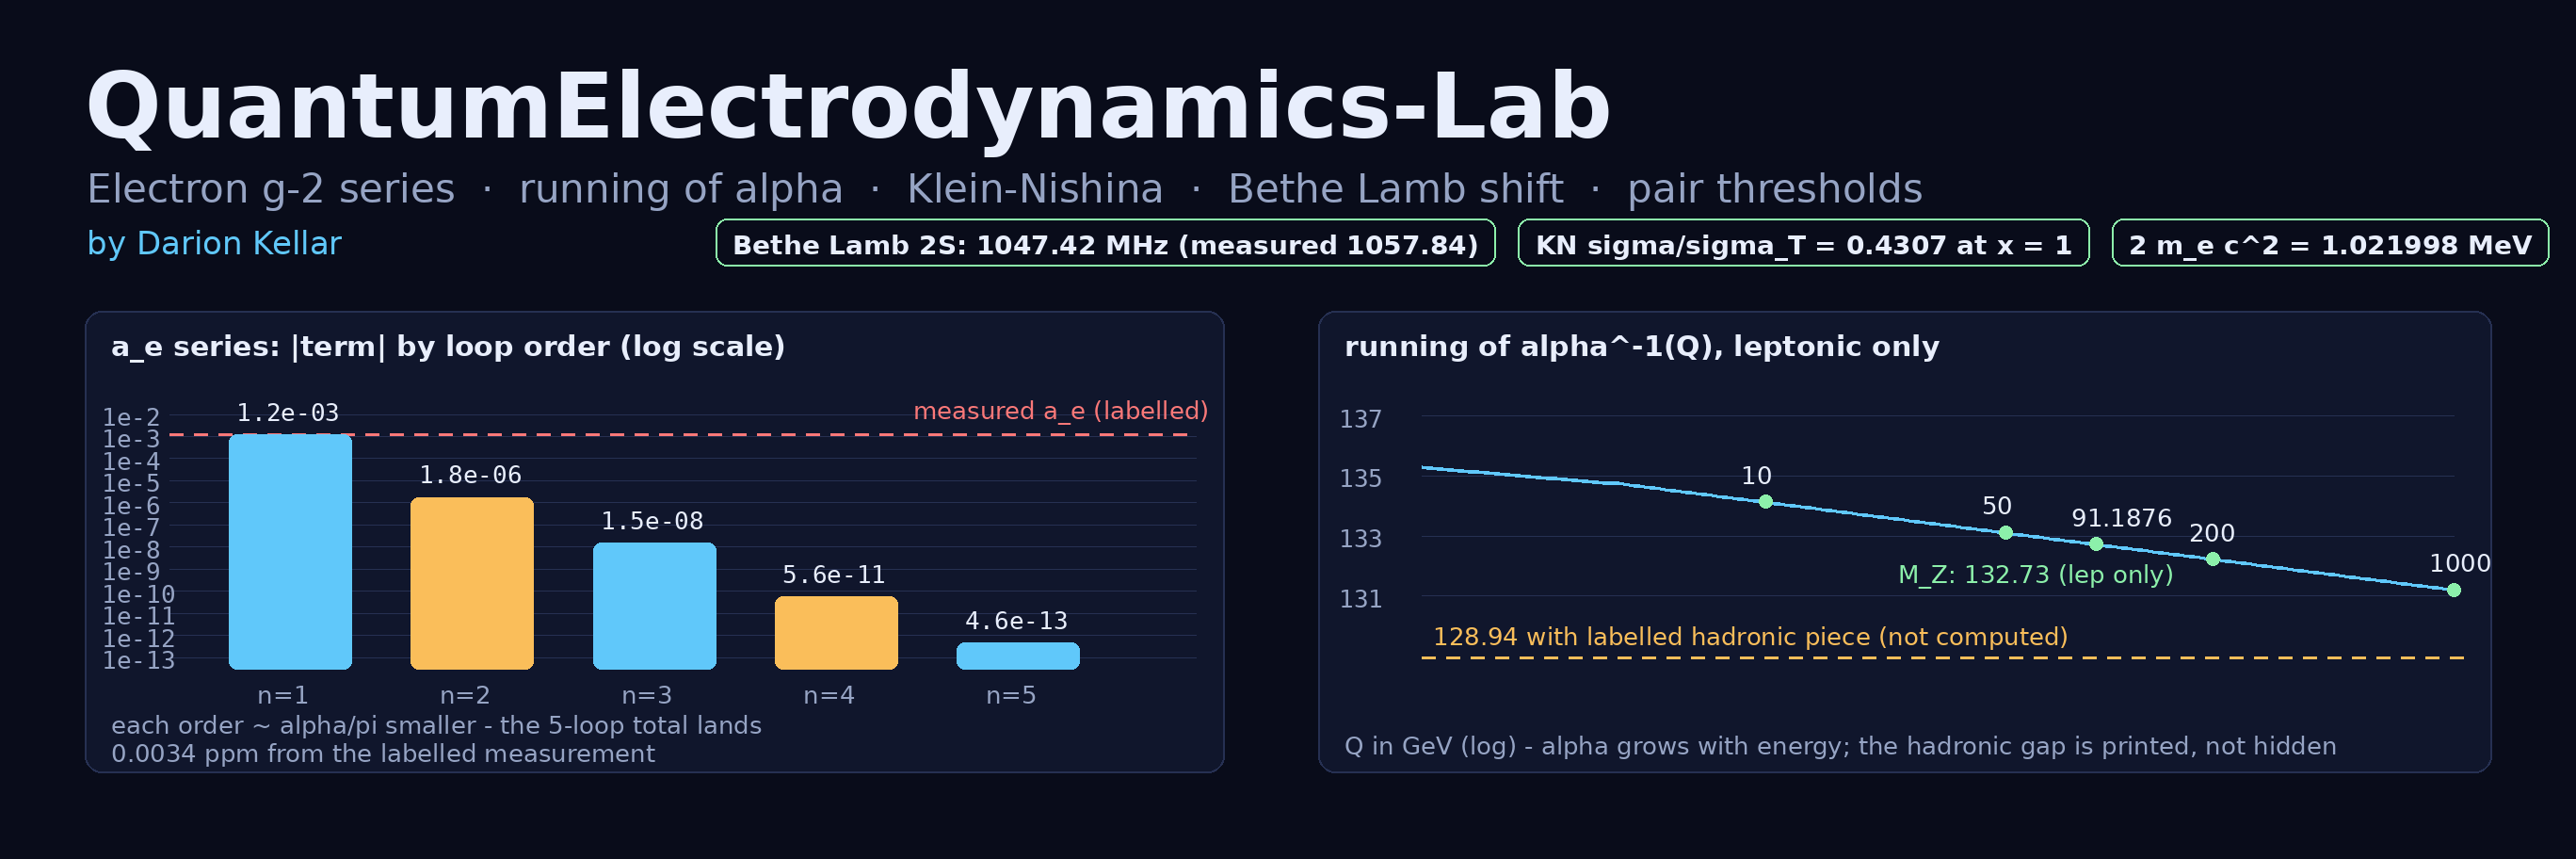 QuantumElectrodynamics-Lab
Electron g-2 series · running of alpha · Klein-Nishina · Bethe Lamb shift · pair thresholds
by Darion Kellar
Bethe Lamb 2S: 1047.42 MHz (measured 1057.84)
KN sigma/sigma_T = 0.4307 at x = 1
2 m_e c^2 = 1.021998 MeV
a_e series: |term| by loop order (log scale)
measured a_e (labelled)
1e-2
1e-3
1e-4
1e-5
1e-6
1e-7
1e-8
1e-9
1e-10
1e-11
1e-12
1e-13
1.2e-03
1.8e-06
1.5e-08
5.6e-11
4.6e-13
n=1
n=2
n=3
n=4
n=5
each order ~ alpha/pi smaller - the 5-loop total lands
0.0034 ppm from the labelled measurement
running of alpha^-1(Q), leptonic only
137
135
133
131
10
50
91.1876
200
1000
M_Z: 132.73 (lep only)
128.94 with labelled hadronic piece (not computed)
Q in GeV (log) - alpha grows with energy; the hadronic gap is printed, not hidden